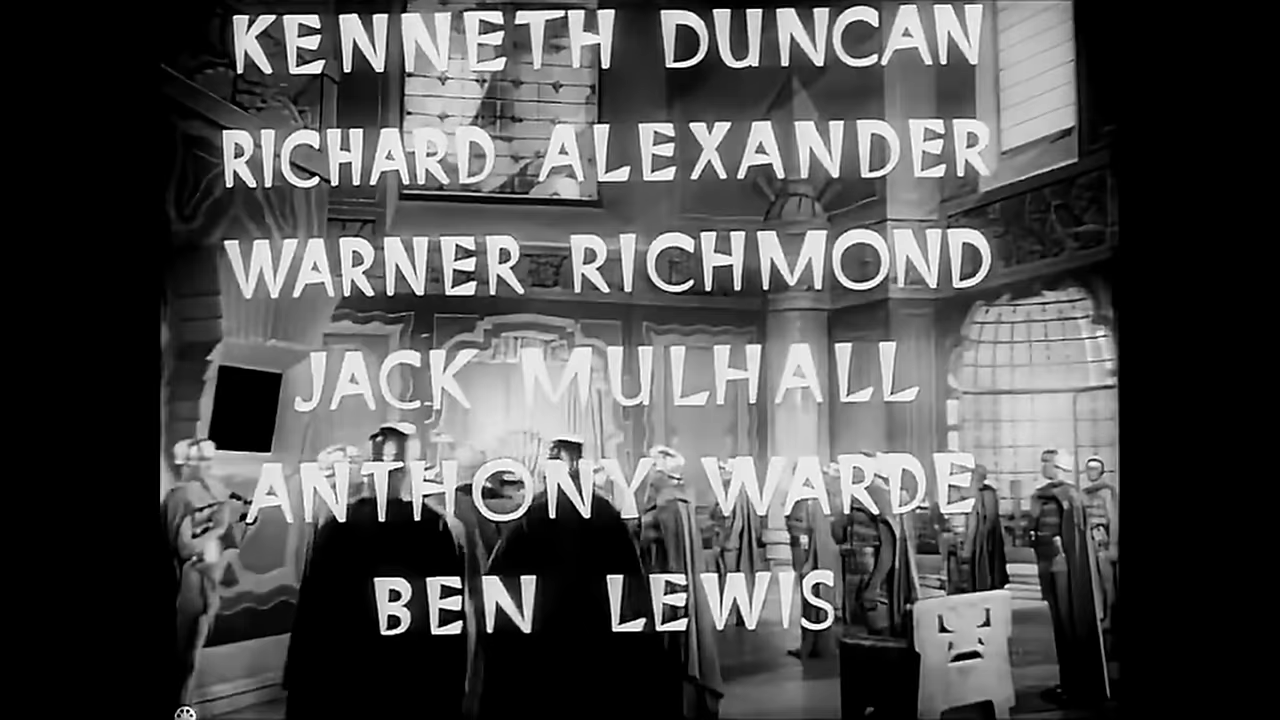 KENNETH DUNCAN
RICHARD ALEXANDER
WARNER RICHMOND
JACK MULHALL
ANTHONY WARDE
BEN LEWIS